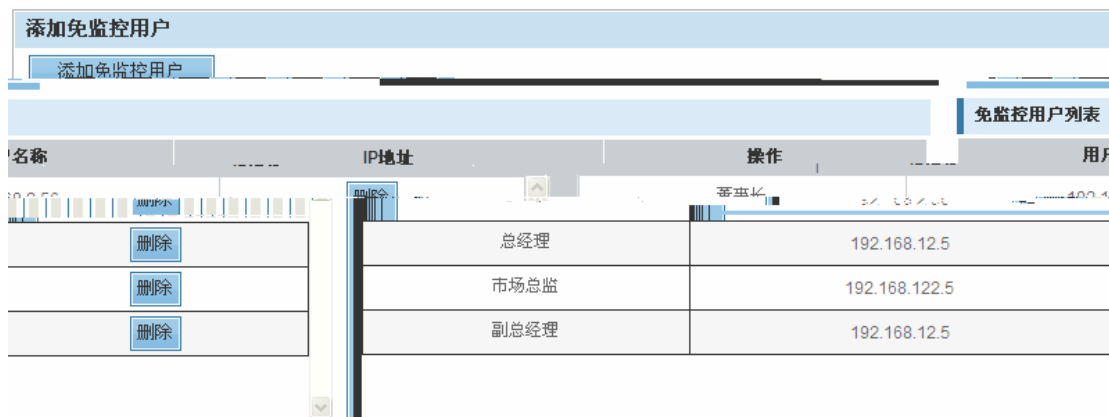 添加免监控用户
添加免监控用户
免监控用户列表
名称 IP地址 操作 用户
删除 董事长
删除 总经理 192.168.12.5
删除 市场总监 192.168.122.5
删除 副总经理 192.168.12.5